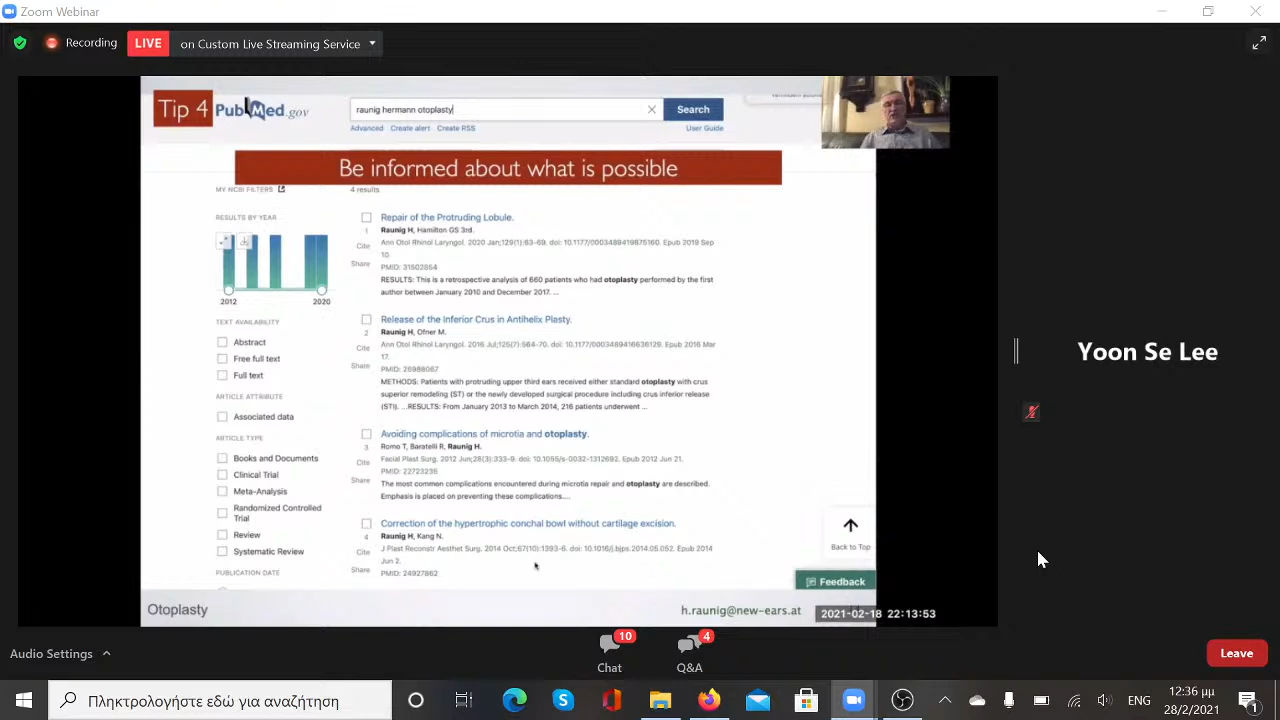 Zoom Webinar
Recording
LIVE
on Custom Live Streaming Service
Tip 4
PubMed.gov
raunig hermann otoplasty
Search
Advanced Create alert Create RSS
User Guide
Be informed about what is possible
MY NCBI FILTERS
4 results
RESULTS BY YEAR
2012
2020
TEXT AVAILABILITY
Abstract
Free full text
Full text
ARTICLE ATTRIBUTE
Associated data
ARTICLE TYPE
Books and Documents
Clinical Trial
Meta-Analysis
Randomized Controlled
Trial
Review
Systematic Review
PUBLICATION DATE
Repair of the Protruding Lobule.
1
Raunig H, Hamilton GS 3rd.
Cite
Ann Otol Rhinol Laryngol. 2020 Jan;129(1):63-69. doi: 10.1177/0003489419875160. Epub 2019 Sep
10.
Share
PMID: 31502854
RESULTS: This is a retrospective analysis of 660 patients who had otoplasty performed by the first
author between January 2010 and December 2017. ...
Release of the Inferior Crus in Antihelix Plasty.
2
Raunig H, Ofner M.
Cite
Ann Otol Rhinol Laryngol. 2016 Jul;125(7):564-70. doi: 10.1177/0003489416636129. Epub 2016 Mar
17.
Share
PMID: 26988067
METHODS: Patients with protruding upper third ears received either standard otoplasty with crus
superior remodeling (ST) or the newly developed surgical procedure including crus inferior release
(STI). ...RESULTS: From January 2013 to March 2014, 216 patients underwent ...
Avoiding complications of microtia and otoplasty.
3
Romo T, Baratelli R, Raunig H.
Cite
Facial Plast Surg. 2012 Jun;28(3):333-9. doi: 10.1055/s-0032-1312692. Epub 2012 Jun 21.
PMID: 22723235
Share
The most common complications encountered during microtia repair and otoplasty are described.
Emphasis is placed on preventing these complications....
Correction of the hypertrophic conchal bowl without cartilage excision.
4
Raunig H, Kang N.
Cite
J Plast Reconstr Aesthet Surg. 2014 Oct;67(10):1393-6. doi: 10.1016/j.bjps.2014.05.052. Epub 2014
Jun 2.
Share
PMID: 24927862
Back to Top
Feedback
Otoplasty
h.raunig@new-ears.at
2021-02-18 22:13:53
Yoon Se Lee
Audio Settings
10
Chat
4
Q&A
Leave
Πληκτρολογήστε εδώ για αναζήτηση
ENG
12:36 μμ
28/2/2021
1